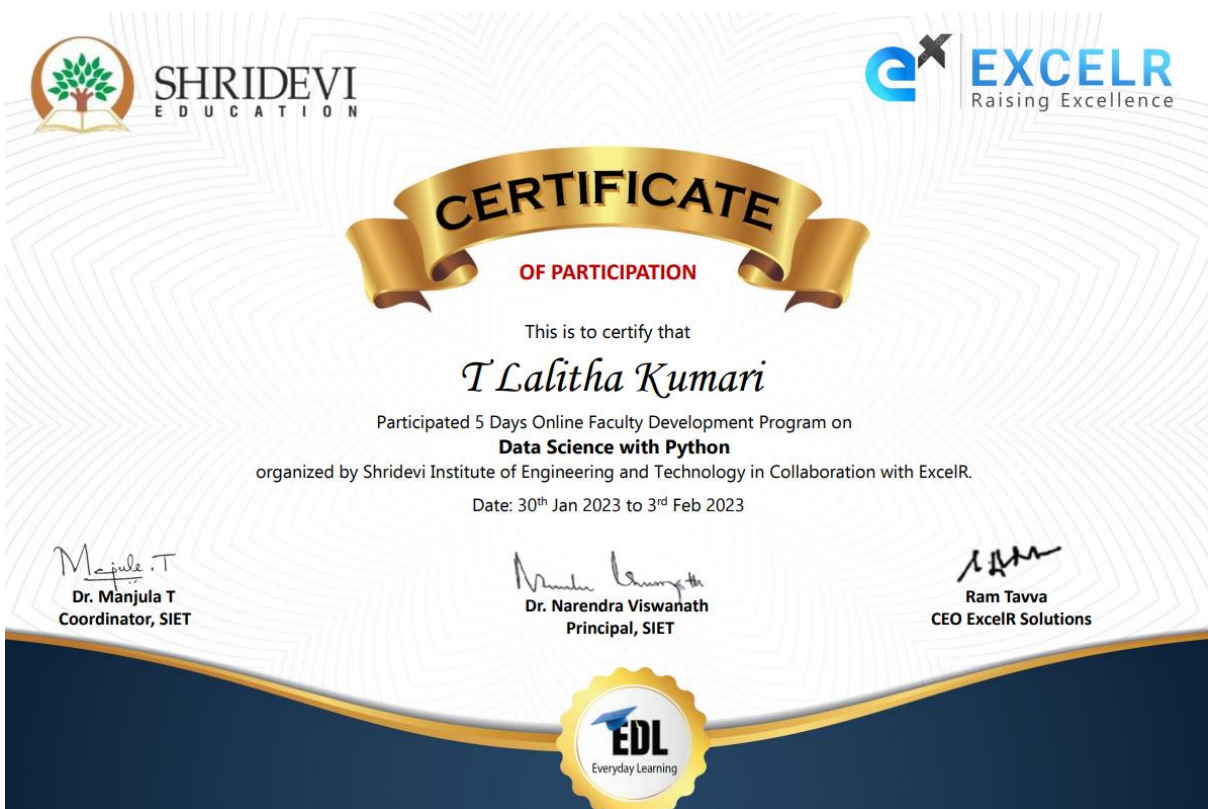 SHRIDEVI
EDUCATION
ex EXCELR
Raising Excellence
CERTIFICATE
OF PARTICIPATION
This is to certify that
T Lalitha Kumari
Participated 5 Days Online Faculty Development Program on
Data Science with Python
organized by Shridevi Institute of Engineering and Technology in Collaboration with ExcelR.
Date: 30th Jan 2023 to 3rd Feb 2023
Manjula.T
Dr. Manjula T
Coordinator, SIET
Dr. Narendra Viswanath
Principal, SIET
Ram Tavva
CEO ExcelR Solutions
EDL
Everyday Learning